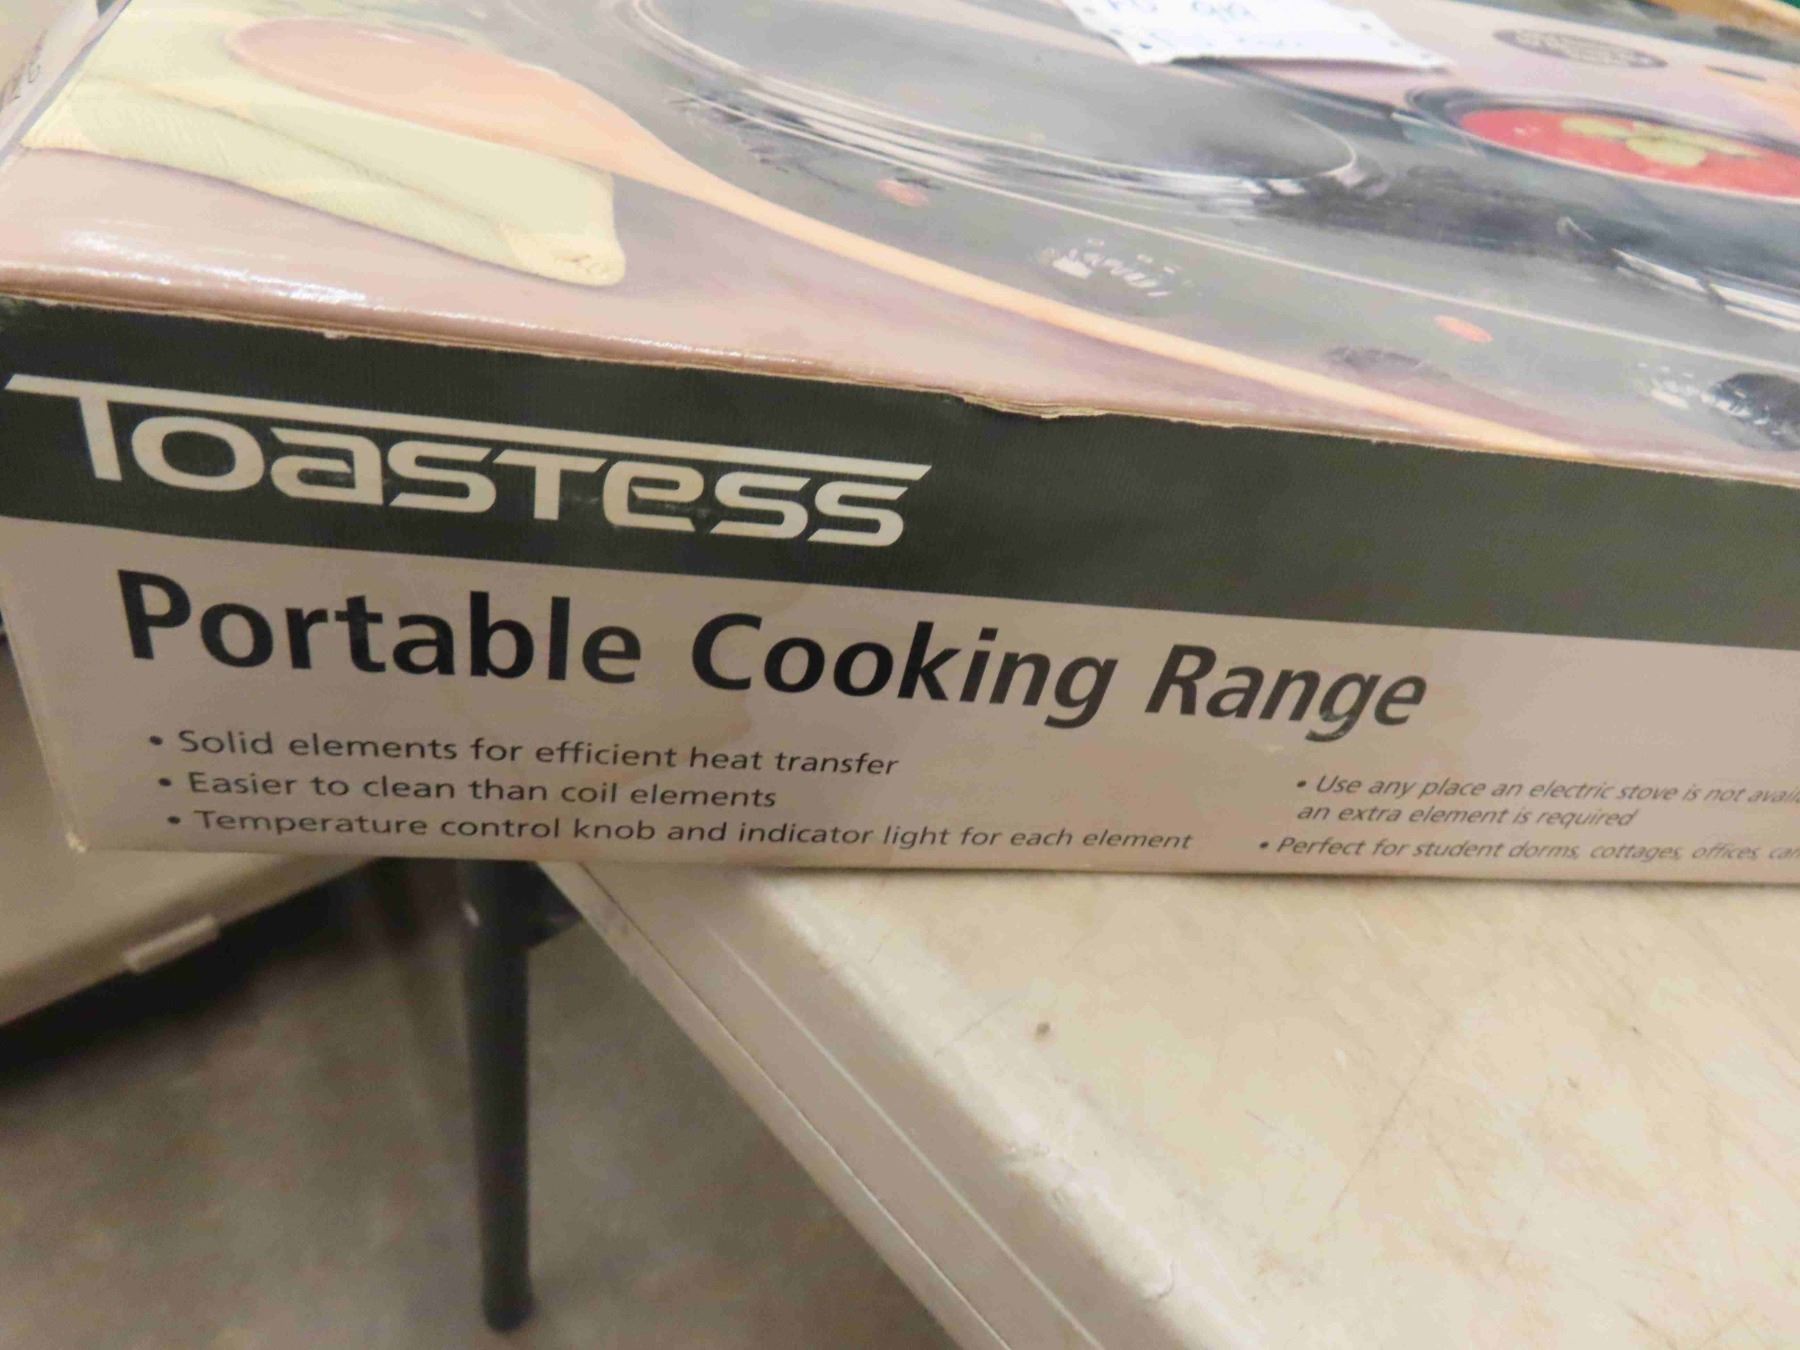 Toastess
Portable Cooking Range
• Solid elements for efficient heat transfer
• Easier to clean than coil elements
• Temperature control knob and indicator light for each element
• Use any place an electric stove is not
an extra element is required
• Perfect for student dorms, cottages, offices,